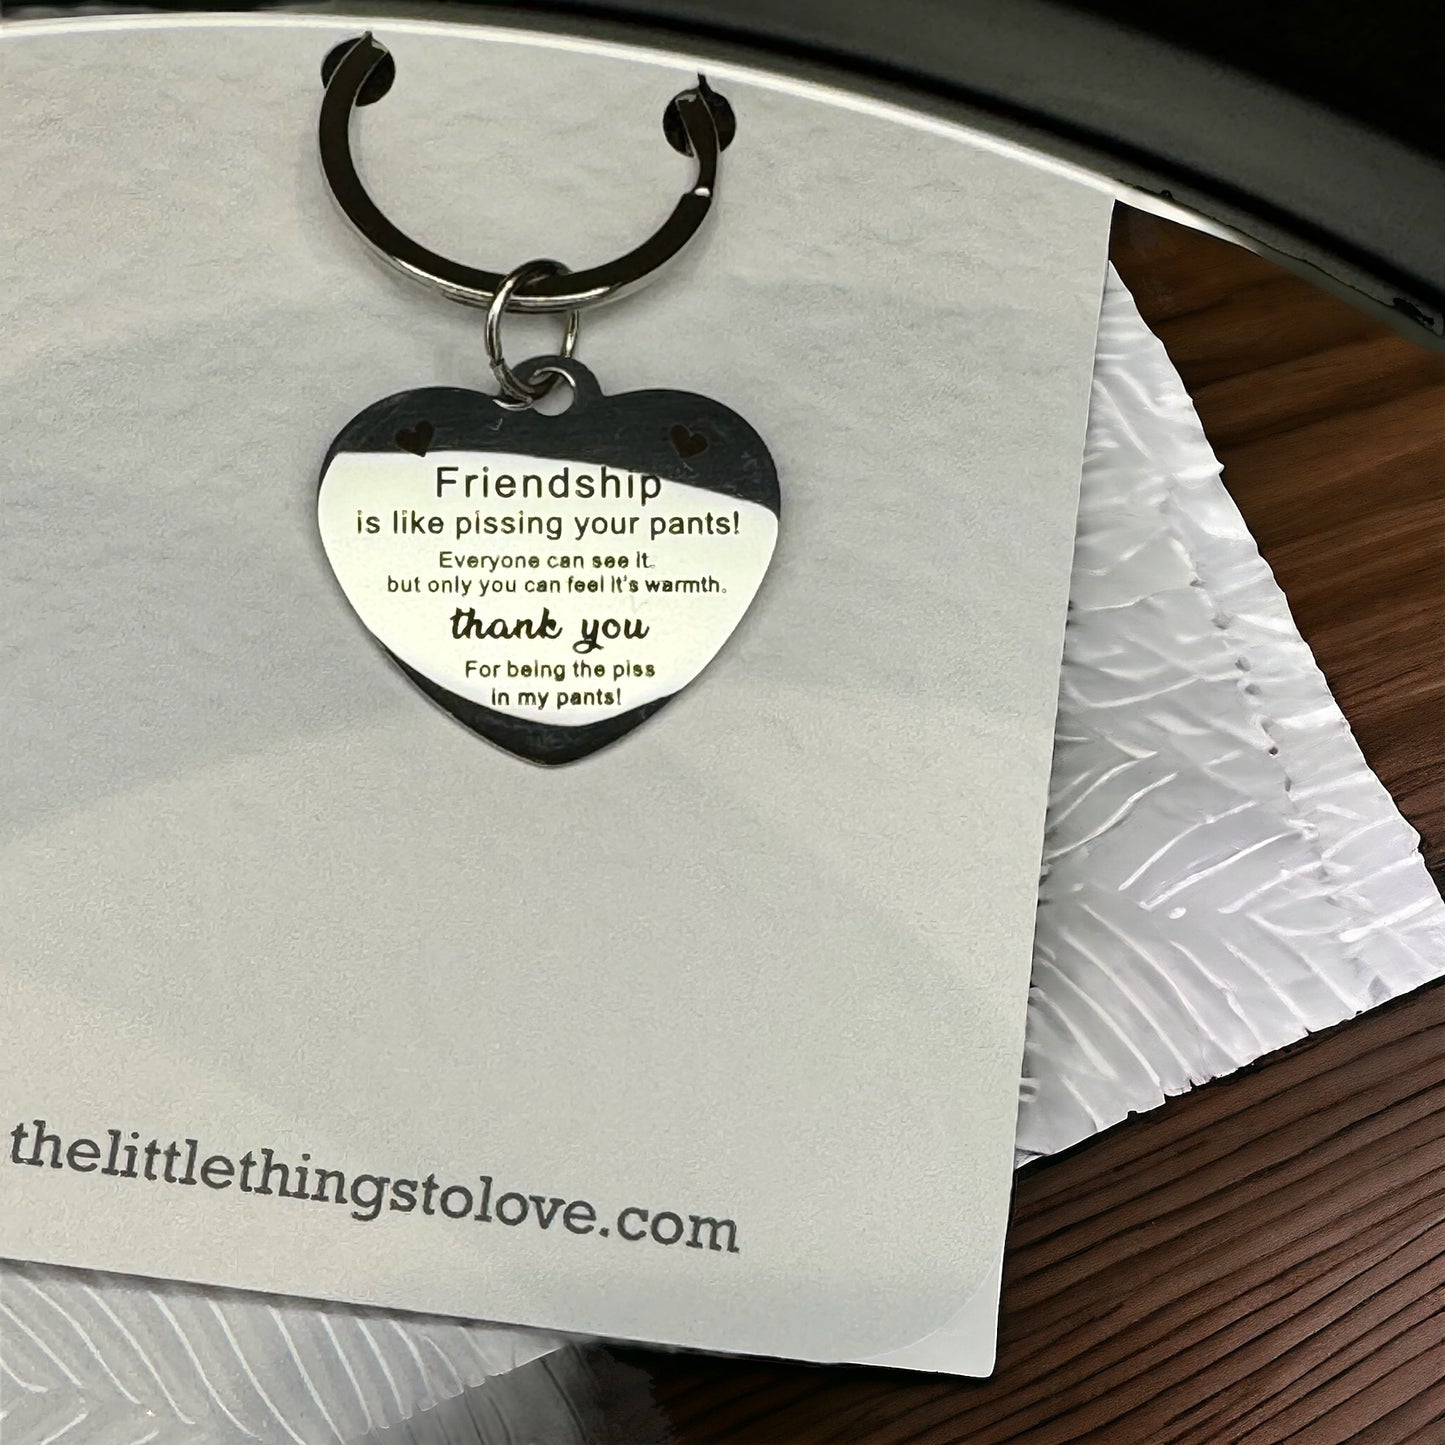 Friendship
is like pissing your pants!
Everyone can see it.
but only you can feel it's warmth.
thank you
For being the piss
in my pants!
thelittlethingstolove.com